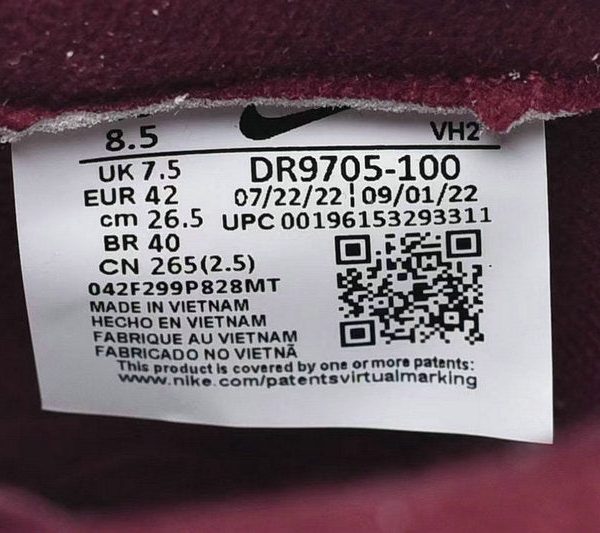 8.5
VH2
UK 7.5
EUR 42
cm 26.5
BR 40
CN 265(2.5)
DR9705-100
07/22/22 ¦ 09/01/22
UPC 00196153293311
042F299P828MT
MADE IN VIETNAM
HECHO EN VIETNAM
FABRIQUE AU VIETNAM
FABRICADO NO VIETNÃ
This product is covered by one or more patents:
www.nike.com/patentsvirtualmarking